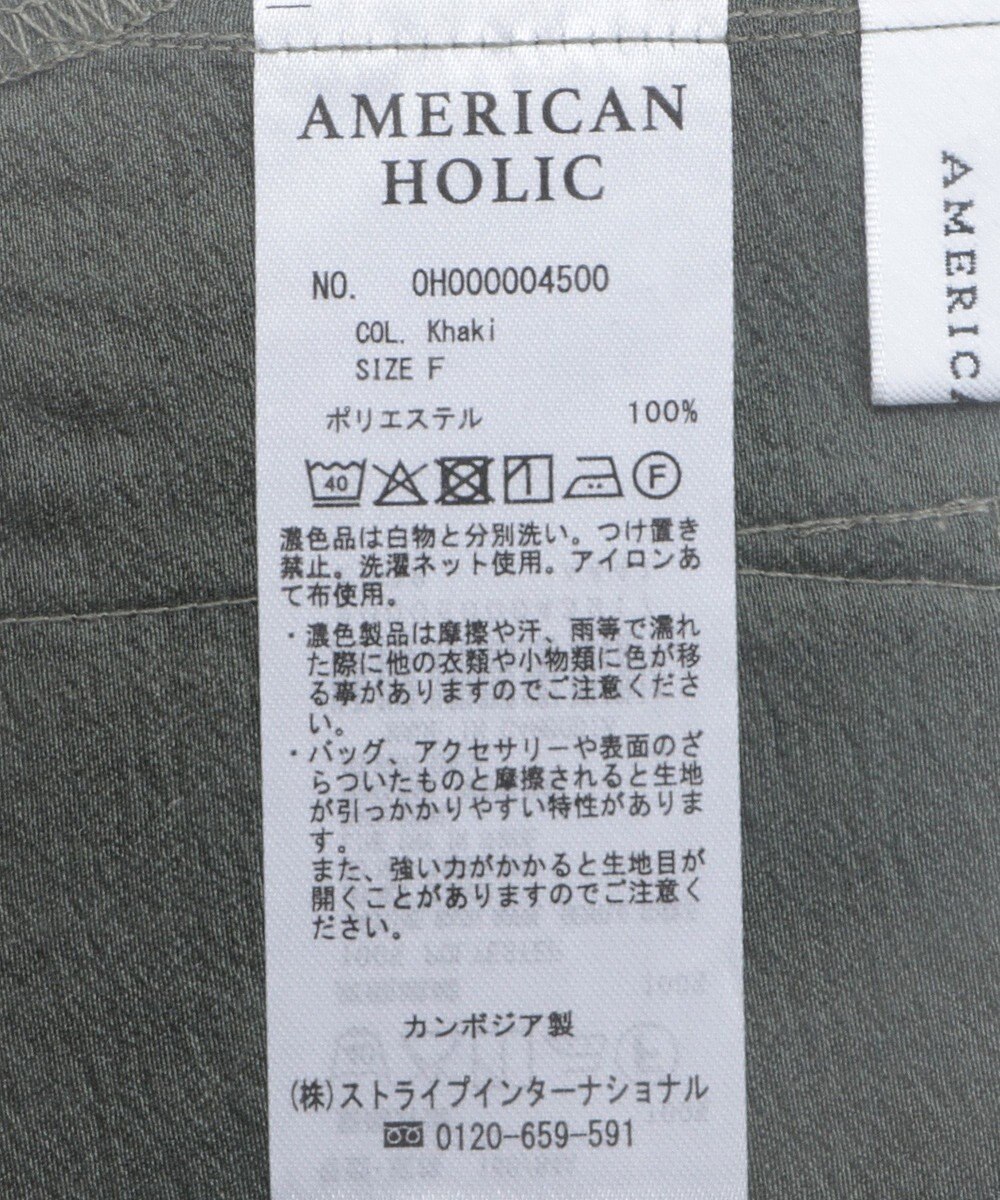 AMERICAN
HOLIC
NO. 0H000004500
COL. Khaki
SIZE F
ポリエステル 100%
40 F
濃色品は白物と分別洗い。つけ置き
禁止。洗濯ネット使用。アイロンあ
て布使用。
・濃色製品は摩擦や汗、雨等で濡れ
た際に他の衣類や小物類に色が移
る事がありますのでご注意くださ
い。
・バッグ、アクセサリーや表面のざ
らついたものと摩擦されると生地
が引っかかりやすい特性がありま
す。
また、強い力がかかると生地目が
開くことがありますのでご注意く
ださい。
カンボジア製
(株)ストライプインターナショナル
0120-659-591
AMERIC